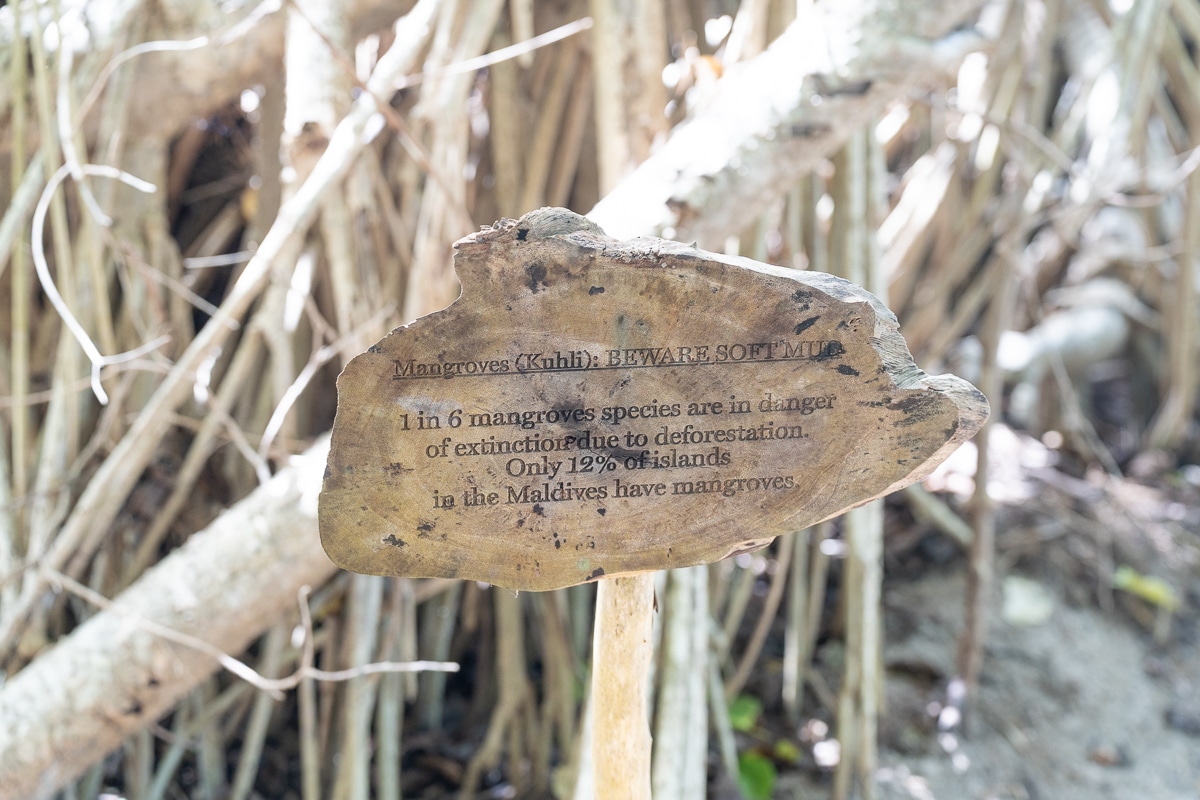 Mangroves (Kuhli): BEWARE SOFT MUD
1 in 6 mangroves species are in danger
of extinction due to deforestation.
Only 12% of islands
in the Maldives have mangroves.